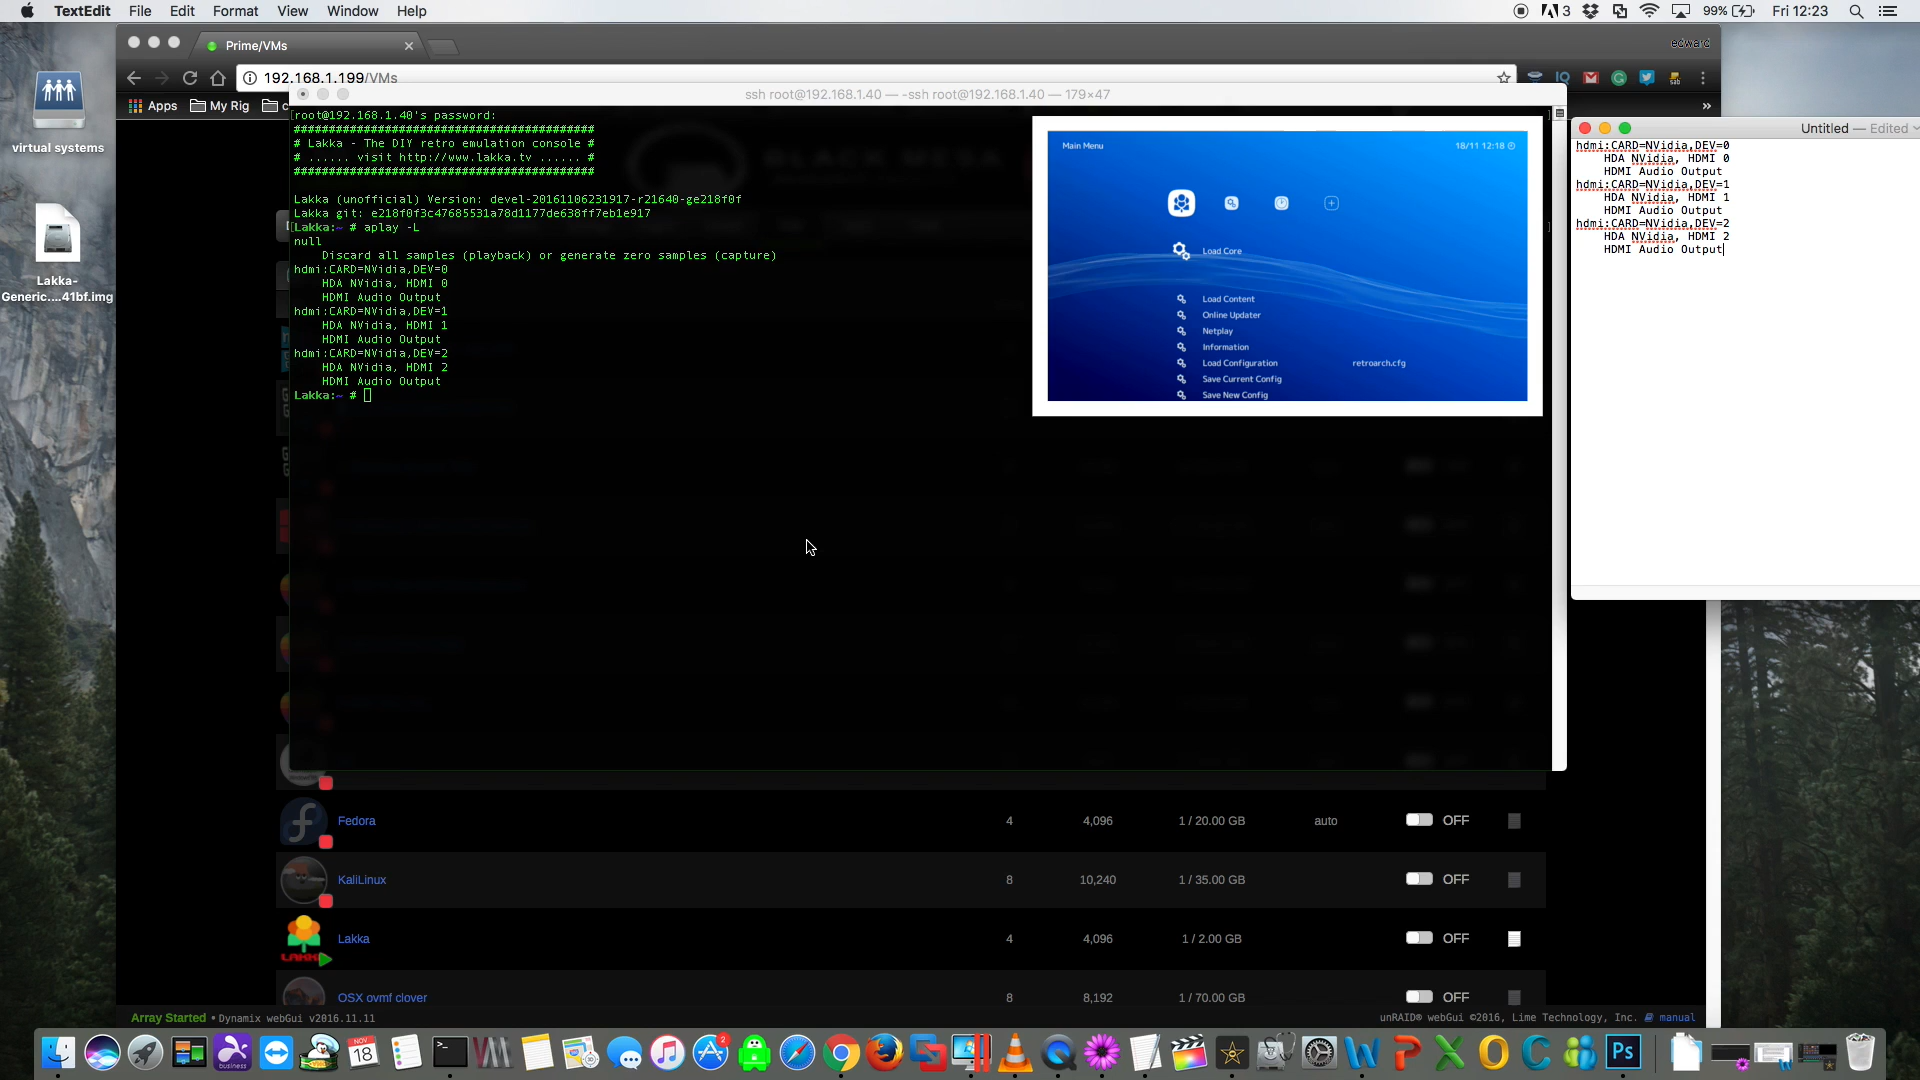 TextEdit File Edit Format View Window Help
3 99% Fri 12:23
Prime/VMs
edward
192.168.1.199/VMs
Apps My Rig
ssh root@192.168.1.40 — -ssh root@192.168.1.40 — 179×47
[root@192.168.1.40's password:
###########################################
# Lakka - The DIY retro emulation console #
# ...... visit http://www.lakka.tv ...... #
###########################################
Lakka (unofficial) Version: devel-20161106231917-r21640-ge218f0f
Lakka git: e218f0f3c47685531a78d1177de638ff7eb1e917
[Lakka:~ # aplay -L
null
Discard all samples (playback) or generate zero samples (capture)
hdmi:CARD=NVidia,DEV=0
HDA NVidia, HDMI 0
HDMI Audio Output
hdmi:CARD=NVidia,DEV=1
HDA NVidia, HDMI 1
HDMI Audio Output
hdmi:CARD=NVidia,DEV=2
HDA NVidia, HDMI 2
HDMI Audio Output
Lakka:~ #
Main Menu
18/11 12:18
Load Core
Load Content
Online Updater
Netplay
Information
Load Configuration retroarch.cfg
Save Current Config
Save New Config
Untitled — Edited
hdmi:CARD=NVidia,DEV=0
HDA NVidia, HDMI 0
HDMI Audio Output
hdmi:CARD=NVidia,DEV=1
HDA NVidia, HDMI 1
HDMI Audio Output
hdmi:CARD=NVidia,DEV=2
HDA NVidia, HDMI 2
HDMI Audio Output
virtual systems
Lakka-
Generic....41bf.img
Fedora 4 4,096 1 / 20.00 GB auto OFF
KaliLinux 8 10,240 1 / 35.00 GB OFF
Lakka 4 4,096 1 / 2.00 GB OFF
OSX ovmf clover 8 8,192 1 / 70.00 GB OFF
Array Started • Dynamix webGui v2016.11.11
unRAID® webGui ©2016, Lime Technology, Inc. manual
business
NOV
18
2
Ps